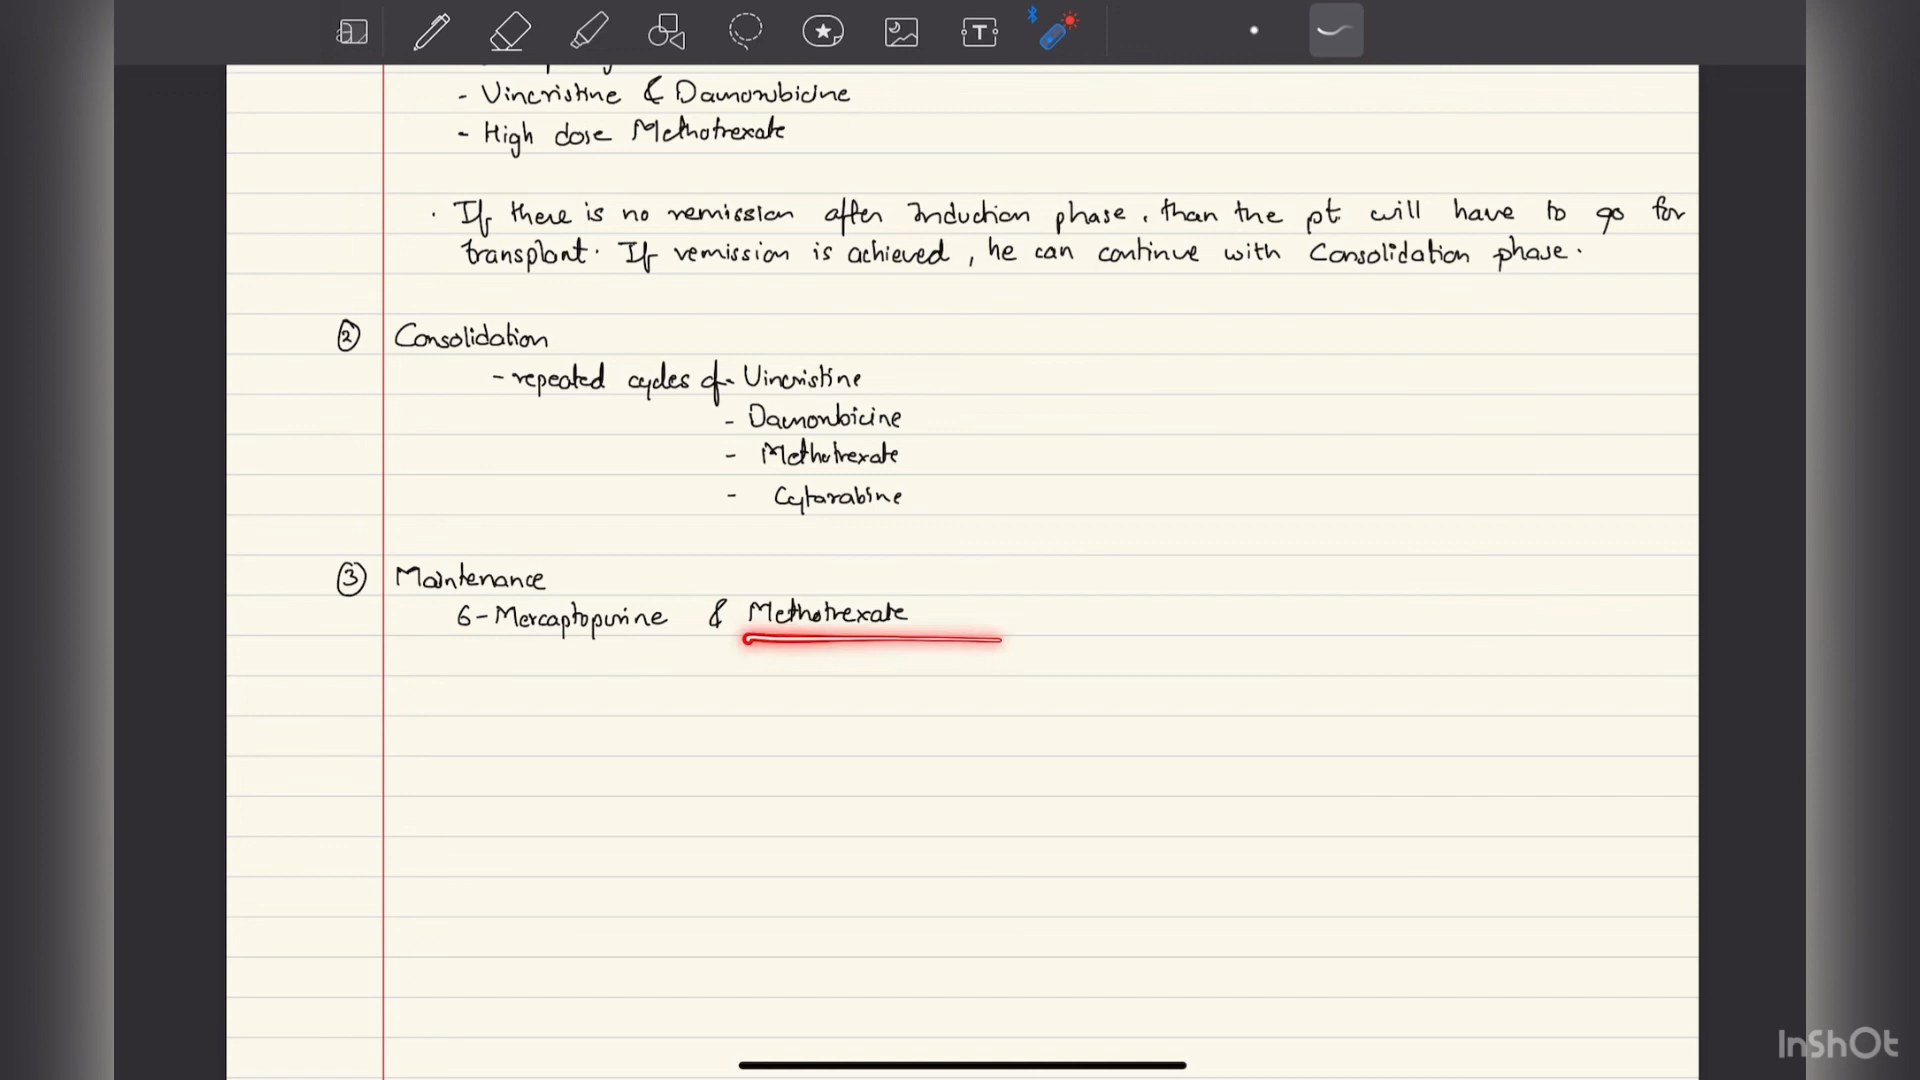 - Vincristine & Daunorubicine
- High dose Methotrexate
· If there is no remission after Induction phase, than the pt will have to go for
transplant. If remission is achieved, he can continue with Consolidation phase.
② Consolidation
- repeated cycles of - Vincristine
- Daunorubicine
- Methotrexate
- Cytarabine
③ Maintenance
6-Mercaptopurine & Methotrexate
InShOt